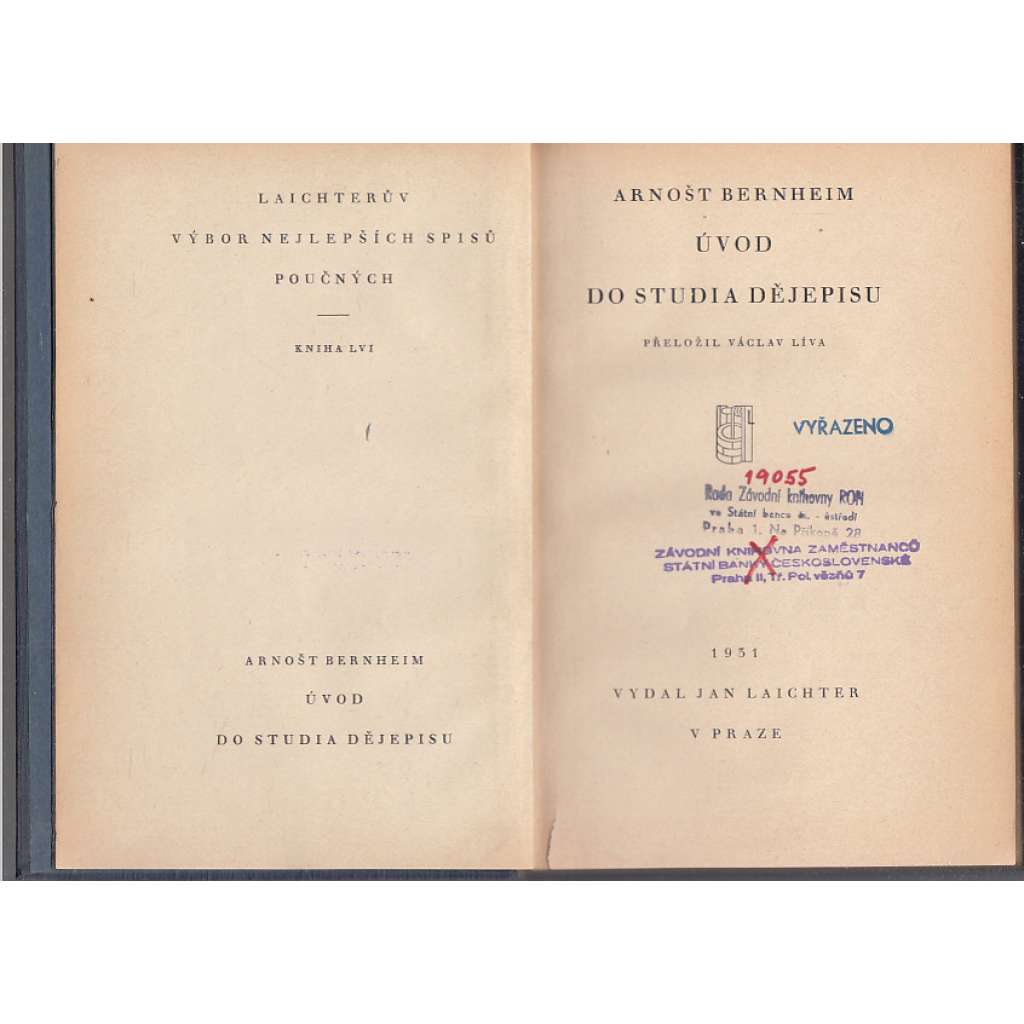 LAICHTERŮV
VÝBOR NEJLEPŠÍCH SPISŮ
POUČNÝCH
KNIHA LVI
ARNOŠT BERNHEIM
ÚVOD
DO STUDIA DĚJEPISU
ARNOŠT BERNHEIM
ÚVOD
DO STUDIA DĚJEPISU
PŘELOŽIL VÁCLAV LÍVA
VYŘAZENO
19055
Rada Závodní knihovny ROH
ve Státní bance - ústředí
Praha 1, Na Příkopě 28
ZÁVODNÍ KNIHOVNA ZAMĚSTNANCŮ
STÁTNÍ BANKY ČESKOSLOVENSKÉ
Praha II, Tř. Pol. vězňů 7
1931
VYDAL JAN LAICHTER
V PRAZE